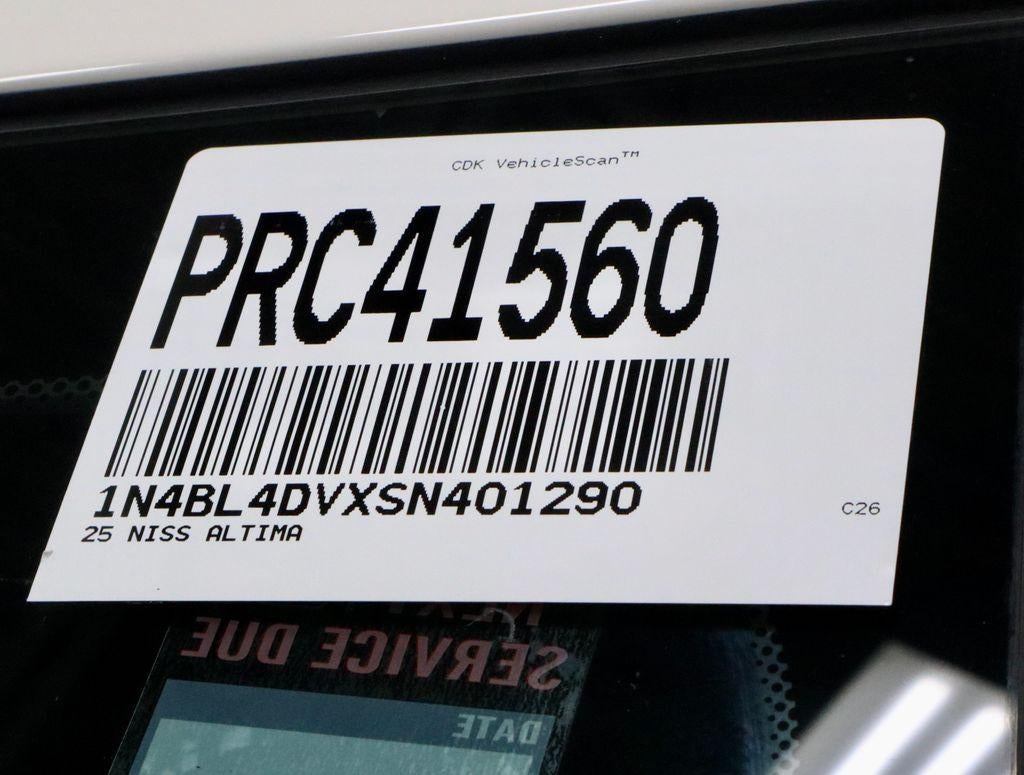 CDK VehicleScan™
PRC41560
1N4BL4DVXSN401290
25 NISS ALTIMA
C26
SERVICE DUE
DATE